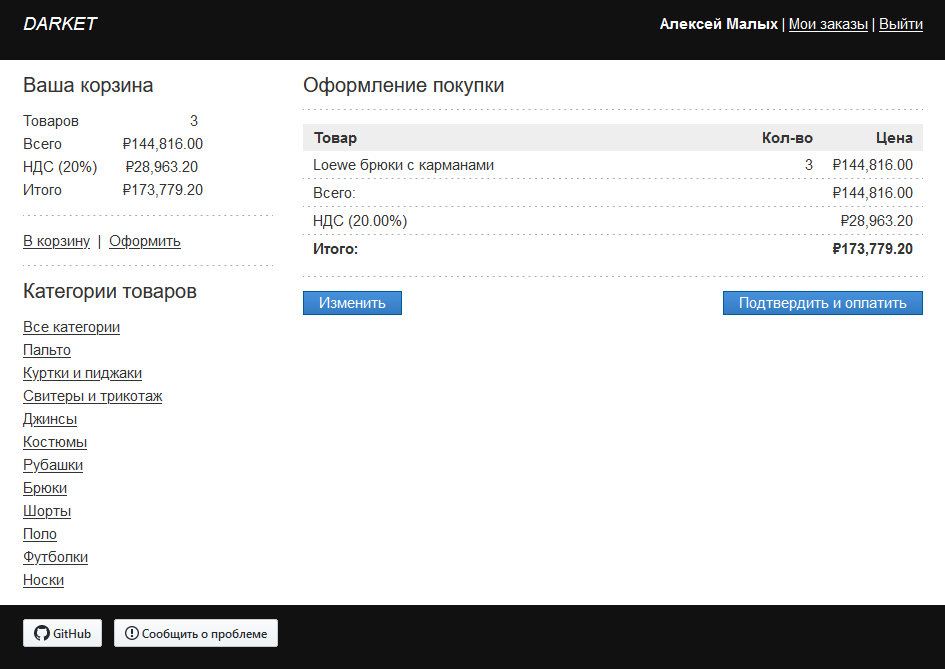 DARKET
Алексей Малых | Мои заказы | Выйти
Ваша корзина
Товаров 3
Всего ₽144,816.00
НДС (20%) ₽28,963.20
Итого ₽173,779.20
В корзину | Оформить
Категории товаров
Все категории
Пальто
Куртки и пиджаки
Свитеры и трикотаж
Джинсы
Костюмы
Рубашки
Брюки
Шорты
Поло
Футболки
Носки
Оформление покупки
Товар Кол-во Цена
Loewe брюки с карманами 3 ₽144,816.00
Всего: ₽144,816.00
НДС (20.00%) ₽28,963.20
Итого: ₽173,779.20
Изменить Подтвердить и оплатить
GitHub Сообщить о проблеме